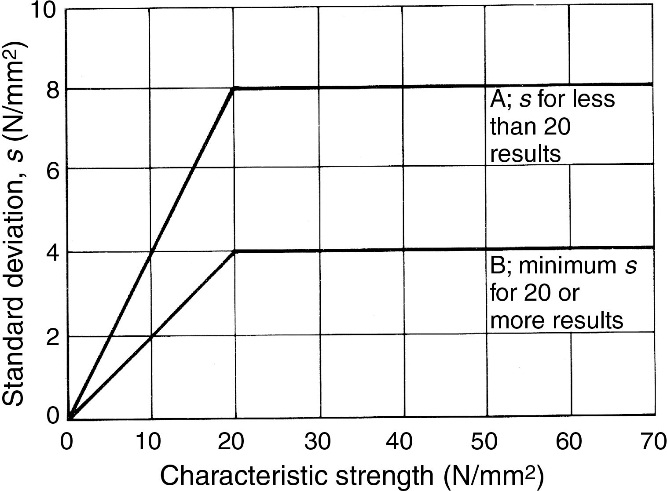 10
8
6
4
2
0
Standard deviation, s (N/mm²)
A; s for less
than 20
results
B; minimum s
for 20 or
more results
0 10 20 30 40 50 60 70
Characteristic strength (N/mm²)